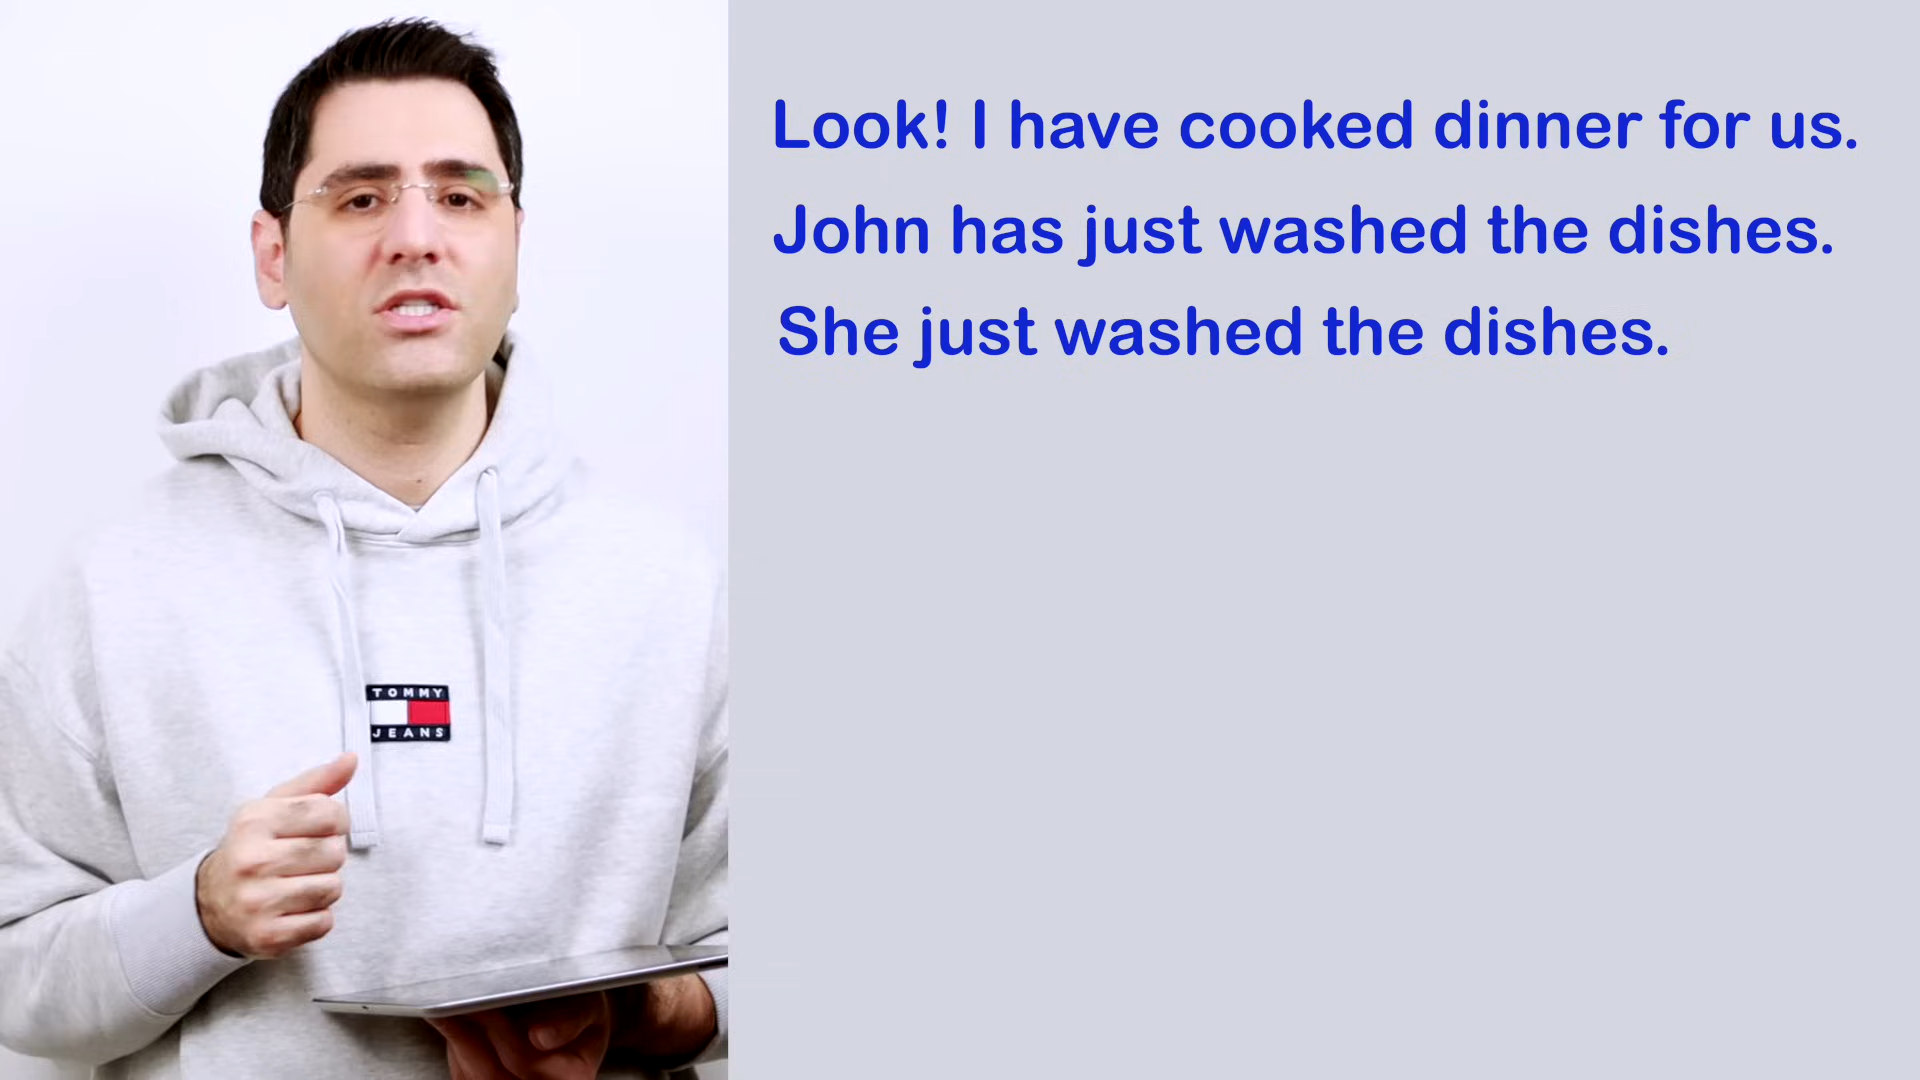 Look! I have cooked dinner for us.
John has just washed the dishes.
She just washed the dishes.
TOMMY
JEANS